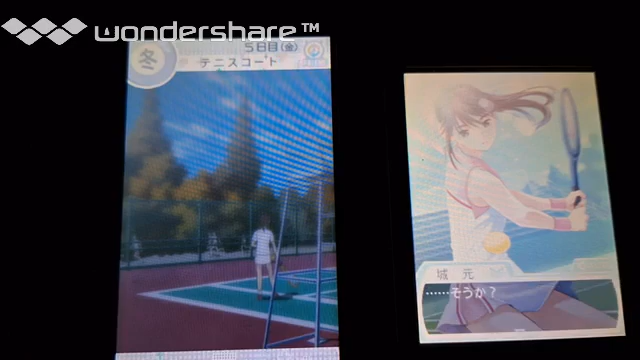 wondershare™
冬
5日目(金)
テニスコート
城 元
……そうか？